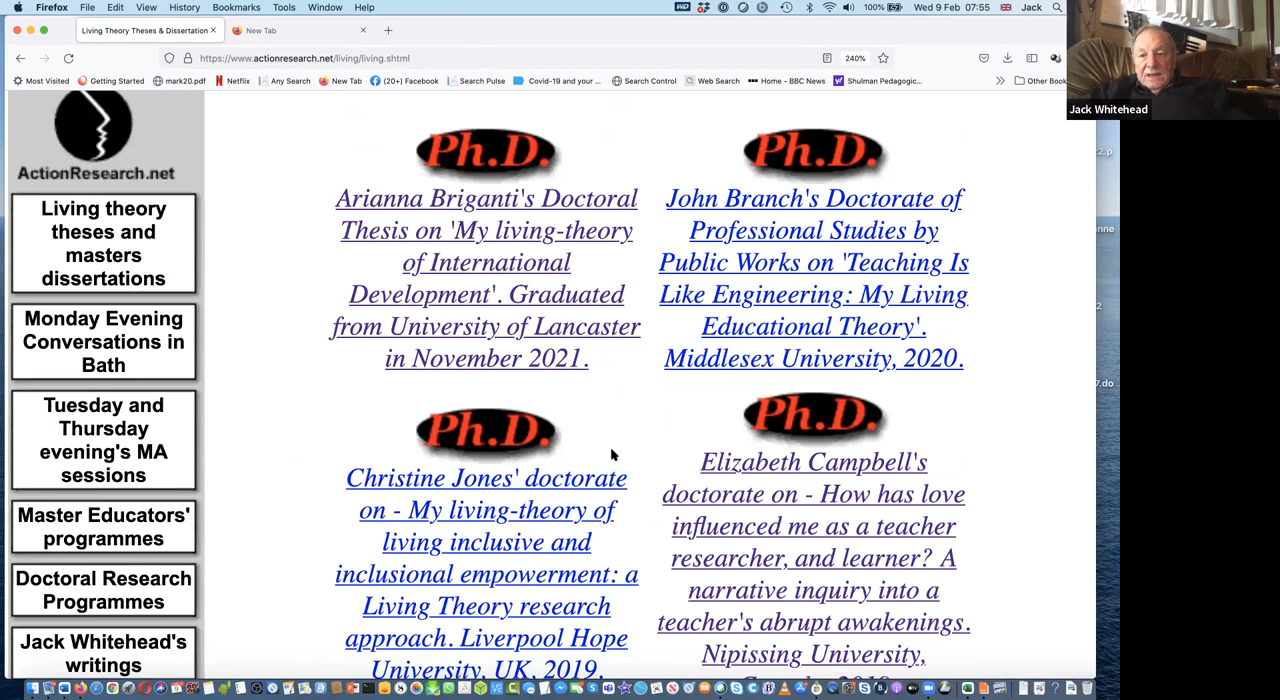 Firefox File Edit View History Bookmarks Tools Window Help
100% Wed 9 Feb 07:55 Jack
Living Theory Theses & Dissertation
New Tab
https://www.actionresearch.net/living/living.shtml
240%
Most Visited Getting Started mark20.pdf Netflix Any Search New Tab (20+) Facebook Search Pulse Covid-19 and your ... Search Control Web Search Home - BBC News Shulman Pedagogic... Other Book
Jack Whitehead
ActionResearch.net
Living theory
theses and
masters
dissertations
Monday Evening
Conversations in
Bath
Tuesday and
Thursday
evening's MA
sessions
Master Educators'
programmes
Doctoral Research
Programmes
Jack Whitehead's
writings
Ph.D.
Arianna Briganti's Doctoral
Thesis on 'My living-theory
of International
Development'. Graduated
from University of Lancaster
in November 2021.
Ph.D.
John Branch's Doctorate of
Professional Studies by
Public Works on 'Teaching Is
Like Engineering: My Living
Educational Theory'.
Middlesex University, 2020.
Ph.D.
Christine Jones' doctorate
on - My living-theory of
living inclusive and
inclusional empowerment: a
Living Theory research
approach. Liverpool Hope
University, UK, 2019.
Ph.D.
Elizabeth Campbell's
doctorate on - How has love
influenced me as a teacher
researcher, and learner? A
narrative inquiry into a
teacher's abrupt awakenings.
Nipissing University,